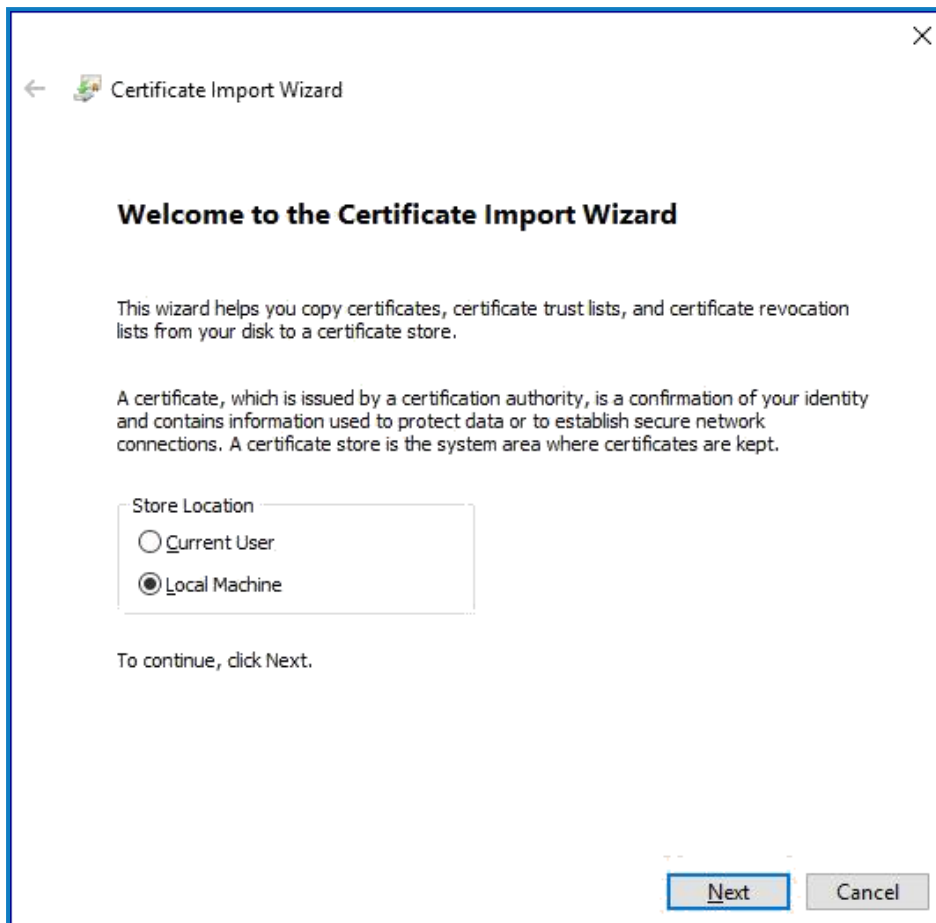 Certificate Import Wizard
Welcome to the Certificate Import Wizard
This wizard helps you copy certificates, certificate trust lists, and certificate revocation
lists from your disk to a certificate store.
A certificate, which is issued by a certification authority, is a confirmation of your identity
and contains information used to protect data or to establish secure network
connections. A certificate store is the system area where certificates are kept.
Store Location
Current User
Local Machine
To continue, click Next.
Next
Cancel